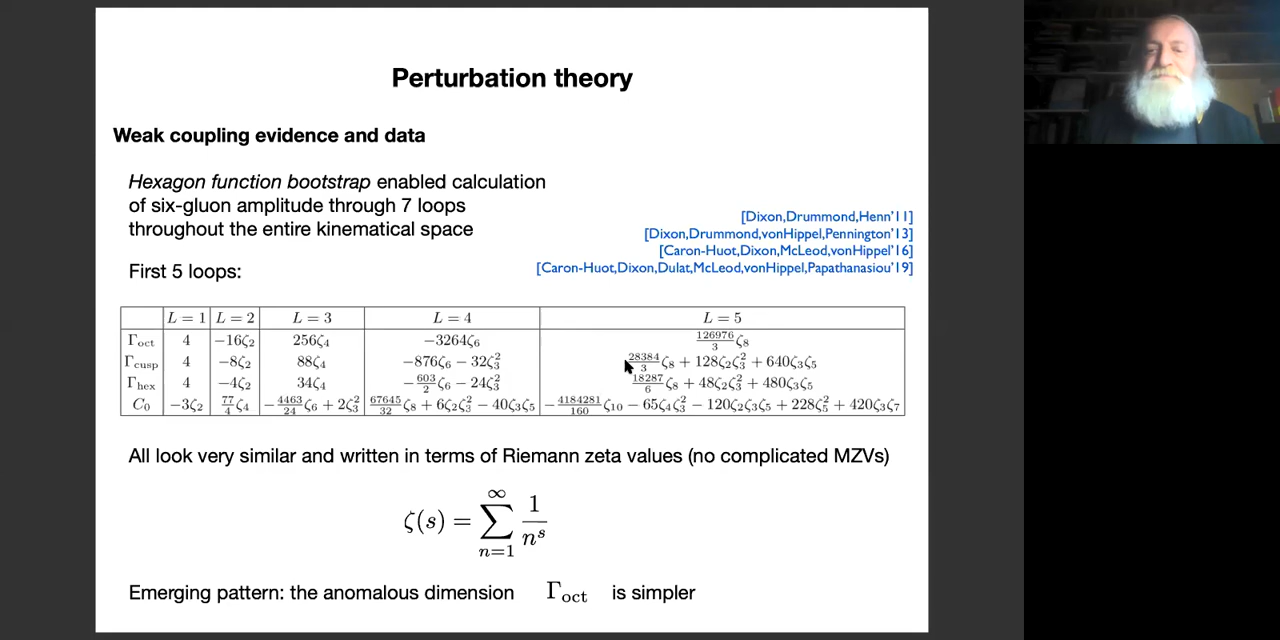 Perturbation theory
Weak coupling evidence and data
Hexagon function bootstrap enabled calculation
of six-gluon amplitude through 7 loops
throughout the entire kinematical space
[Dixon,Drummond,Henn'11]
[Dixon,Drummond,vonHippel,Pennington'13]
[Caron-Huot,Dixon,McLeod,vonHippel'16]
[Caron-Huot,Dixon,Dulat,McLeod,vonHippel,Papathanasiou'19]
First 5 loops:
L = 1 L = 2 L = 3 L = 4 L = 5
Γ_oct 4 −16ζ₂ 256ζ₄ −3264ζ₆ 126976/3 ζ₈
Γ_cusp 4 −8ζ₂ 88ζ₄ −876ζ₆ − 32ζ₃² 28384/3 ζ₈ + 128ζ₂ζ₃² + 640ζ₃ζ₅
Γ_hex 4 −4ζ₂ 34ζ₄ −603/2 ζ₆ − 24ζ₃² 18287/6 ζ₈ + 48ζ₂ζ₃² + 480ζ₃ζ₅
C₀ −3ζ₂ 77/4 ζ₄ −4463/24 ζ₆ + 2ζ₃² 67645/32 ζ₈ + 6ζ₂ζ₃² − 40ζ₃ζ₅ −4184281/160 ζ₁₀ − 65ζ₄ζ₃² − 120ζ₂ζ₃ζ₅ + 228ζ₅² + 420ζ₃ζ₇
All look very similar and written in terms of Riemann zeta values (no complicated MZVs)
ζ(s) = ∑_{n=1}^{∞} 1/n^s
Emerging pattern: the anomalous dimension Γ_oct is simpler